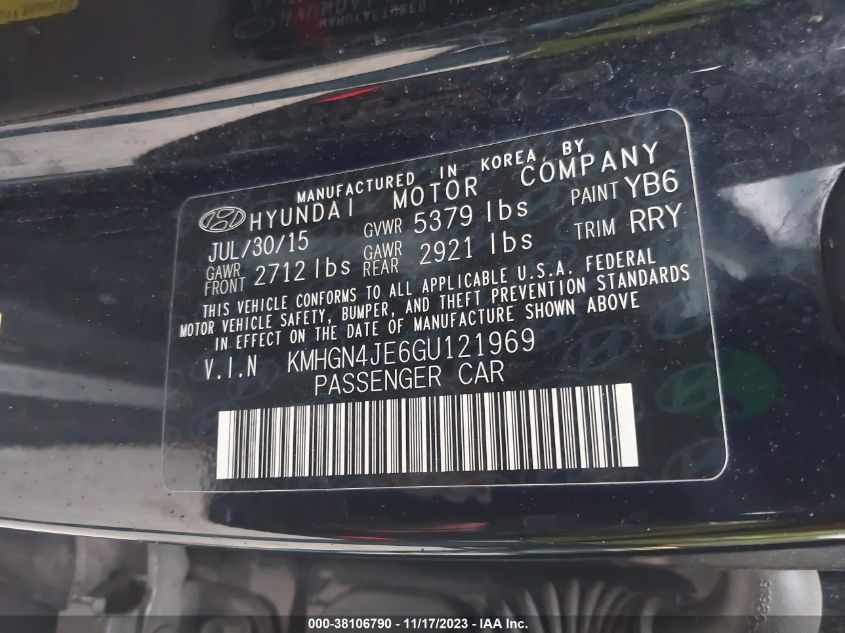 MANUFACTURED IN KOREA BY
HYUNDAI MOTOR COMPANY
JUL/30/15 GVWR 5379 lbs PAINT YB6
GAWR FRONT 2712 lbs GAWR REAR 2921 lbs TRIM RRY
THIS VEHICLE CONFORMS TO ALL APPLICABLE U.S.A. FEDERAL
MOTOR VEHICLE SAFETY, BUMPER, AND THEFT PREVENTION STANDARDS
IN EFFECT ON THE DATE OF MANUFACTURE SHOWN ABOVE
V.I.N KMHGN4JE6GU121969
PASSENGER CAR
000-38106790 - 11/17/2023 - IAA Inc.